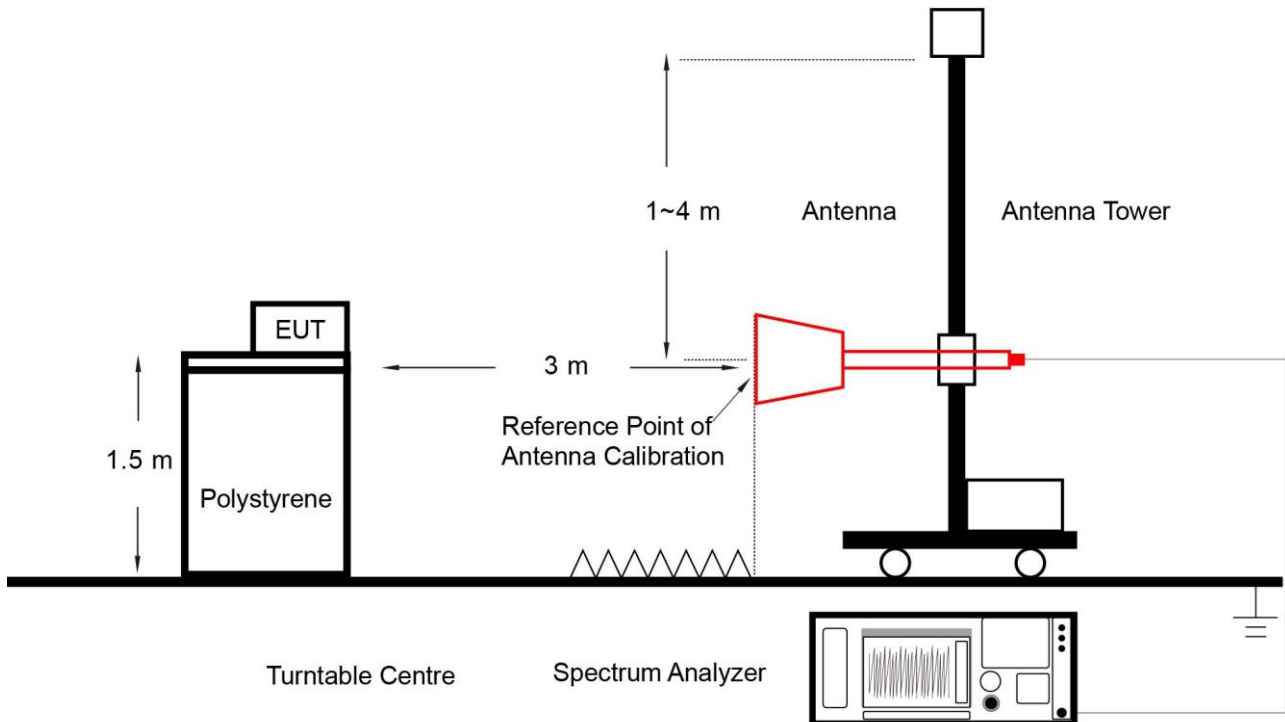 1~4 m
Antenna
Antenna Tower
EUT
3 m
Reference Point of
Antenna Calibration
1.5 m
Polystyrene
Turntable Centre
Spectrum Analyzer